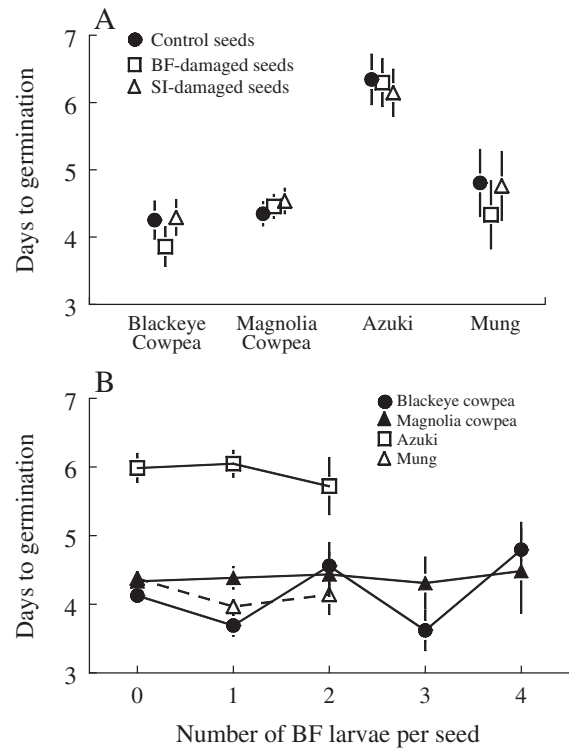 A
7
6
5
4
3
Days to germination
Control seeds
BF-damaged seeds
SI-damaged seeds
Blackeye Cowpea
Magnolia Cowpea
Azuki
Mung
B
7
6
5
4
3
Days to germination
Blackeye cowpea
Magnolia cowpea
Azuki
Mung
0 1 2 3 4
Number of BF larvae per seed